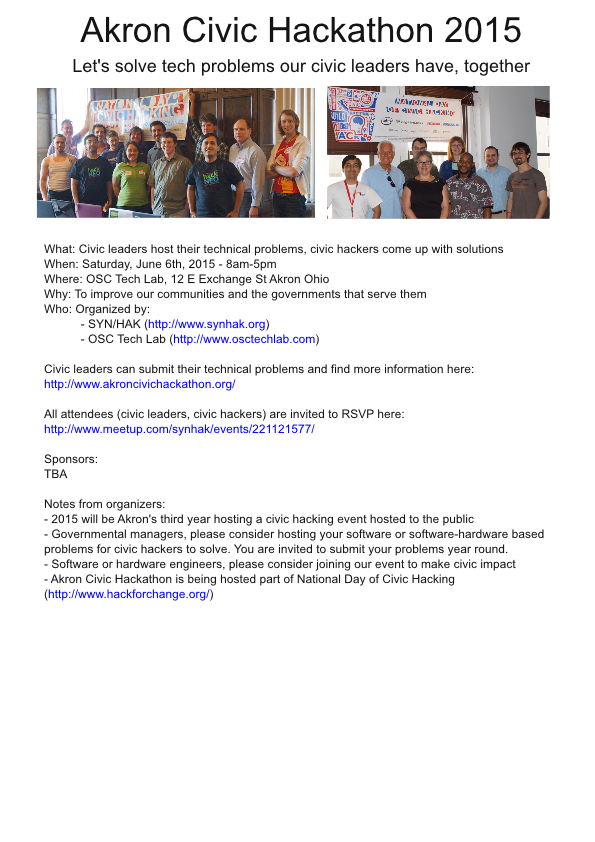 Akron Civic Hackathon 2015
Let's solve tech problems our civic leaders have, together
NATIONAL DAY
CIVIC HACKING
NATIONAL DAY
What: Civic leaders host their technical problems, civic hackers come up with solutions
When: Saturday, June 6th, 2015 - 8am-5pm
Where: OSC Tech Lab, 12 E Exchange St Akron Ohio
Why: To improve our communities and the governments that serve them
Who: Organized by:
- SYN/HAK (http://www.synhak.org)
- OSC Tech Lab (http://www.osctechlab.com)
Civic leaders can submit their technical problems and find more information here:
http://www.akroncivichackathon.org/
All attendees (civic leaders, civic hackers) are invited to RSVP here:
http://www.meetup.com/synhak/events/221121577/
Sponsors:
TBA
Notes from organizers:
- 2015 will be Akron's third year hosting a civic hacking event hosted to the public
- Governmental managers, please consider hosting your software or software-hardware based
problems for civic hackers to solve. You are invited to submit your problems year round.
- Software or hardware engineers, please consider joining our event to make civic impact
- Akron Civic Hackathon is being hosted part of National Day of Civic Hacking
(http://www.hackforchange.org/)